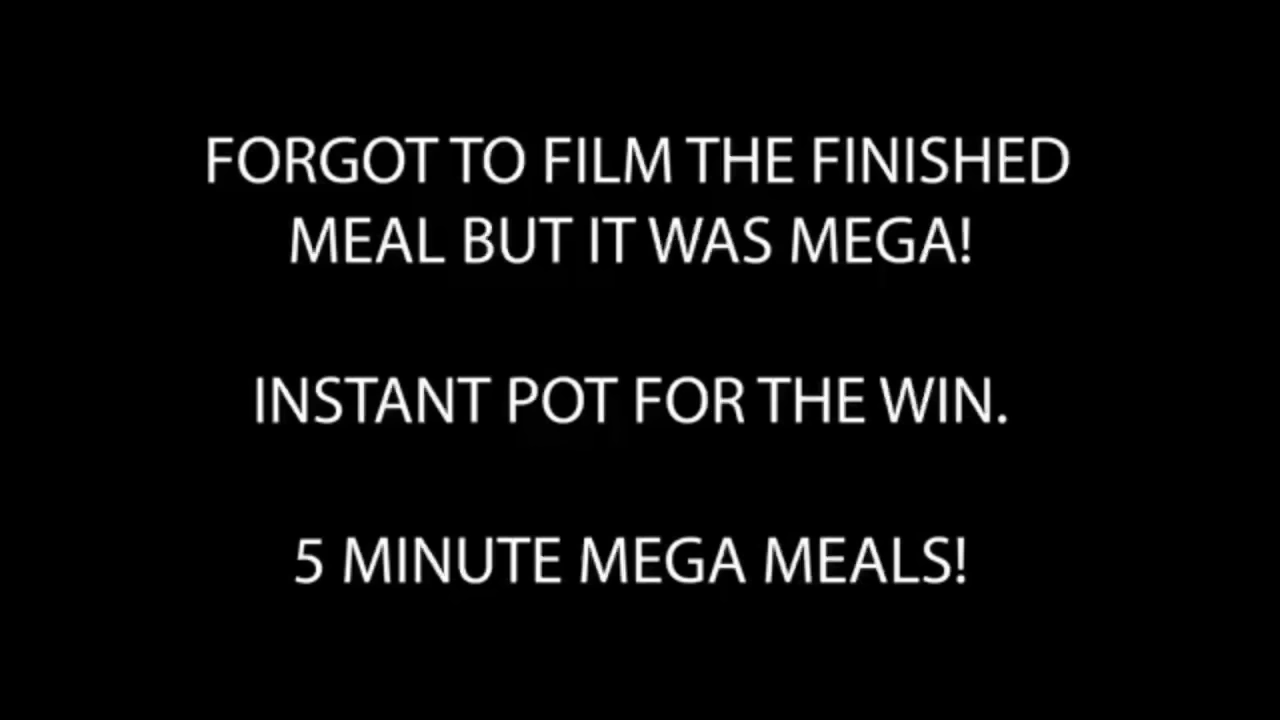 FORGOT TO FILM THE FINISHED
MEAL BUT IT WAS MEGA!
INSTANT POT FOR THE WIN.
5 MINUTE MEGA MEALS!